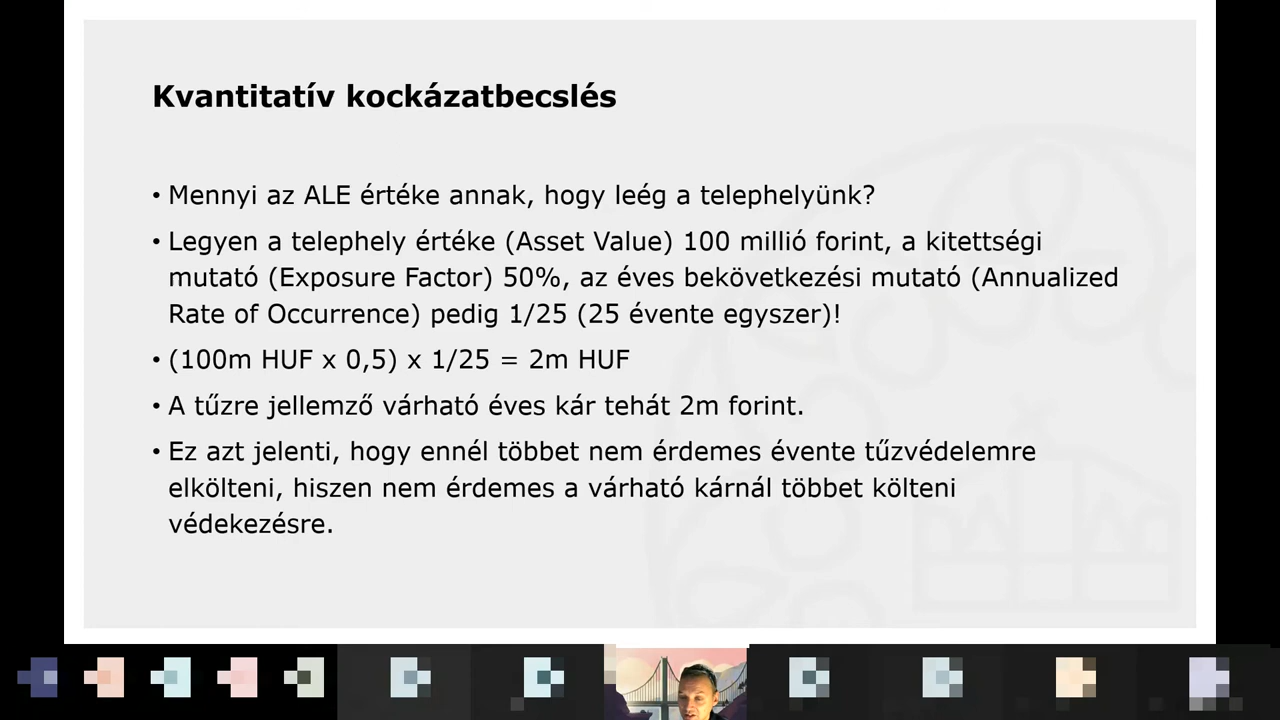 Kvantitatív kockázatbecslés
• Mennyi az ALE értéke annak, hogy leég a telephelyünk?
• Legyen a telephely értéke (Asset Value) 100 millió forint, a kitettségi
mutató (Exposure Factor) 50%, az éves bekövetkezési mutató (Annualized
Rate of Occurrence) pedig 1/25 (25 évente egyszer)!
• (100m HUF x 0,5) x 1/25 = 2m HUF
• A tűzre jellemző várható éves kár tehát 2m forint.
• Ez azt jelenti, hogy ennél többet nem érdemes évente tűzvédelemre
elkölteni, hiszen nem érdemes a várható kárnál többet költeni
védekezésre.